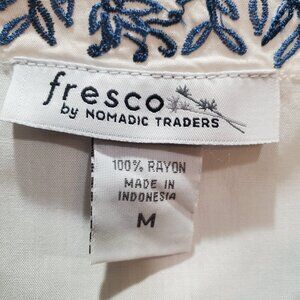 fresco
by NOMADIC TRADERS
100% RAYON
MADE IN
INDONESIA
M